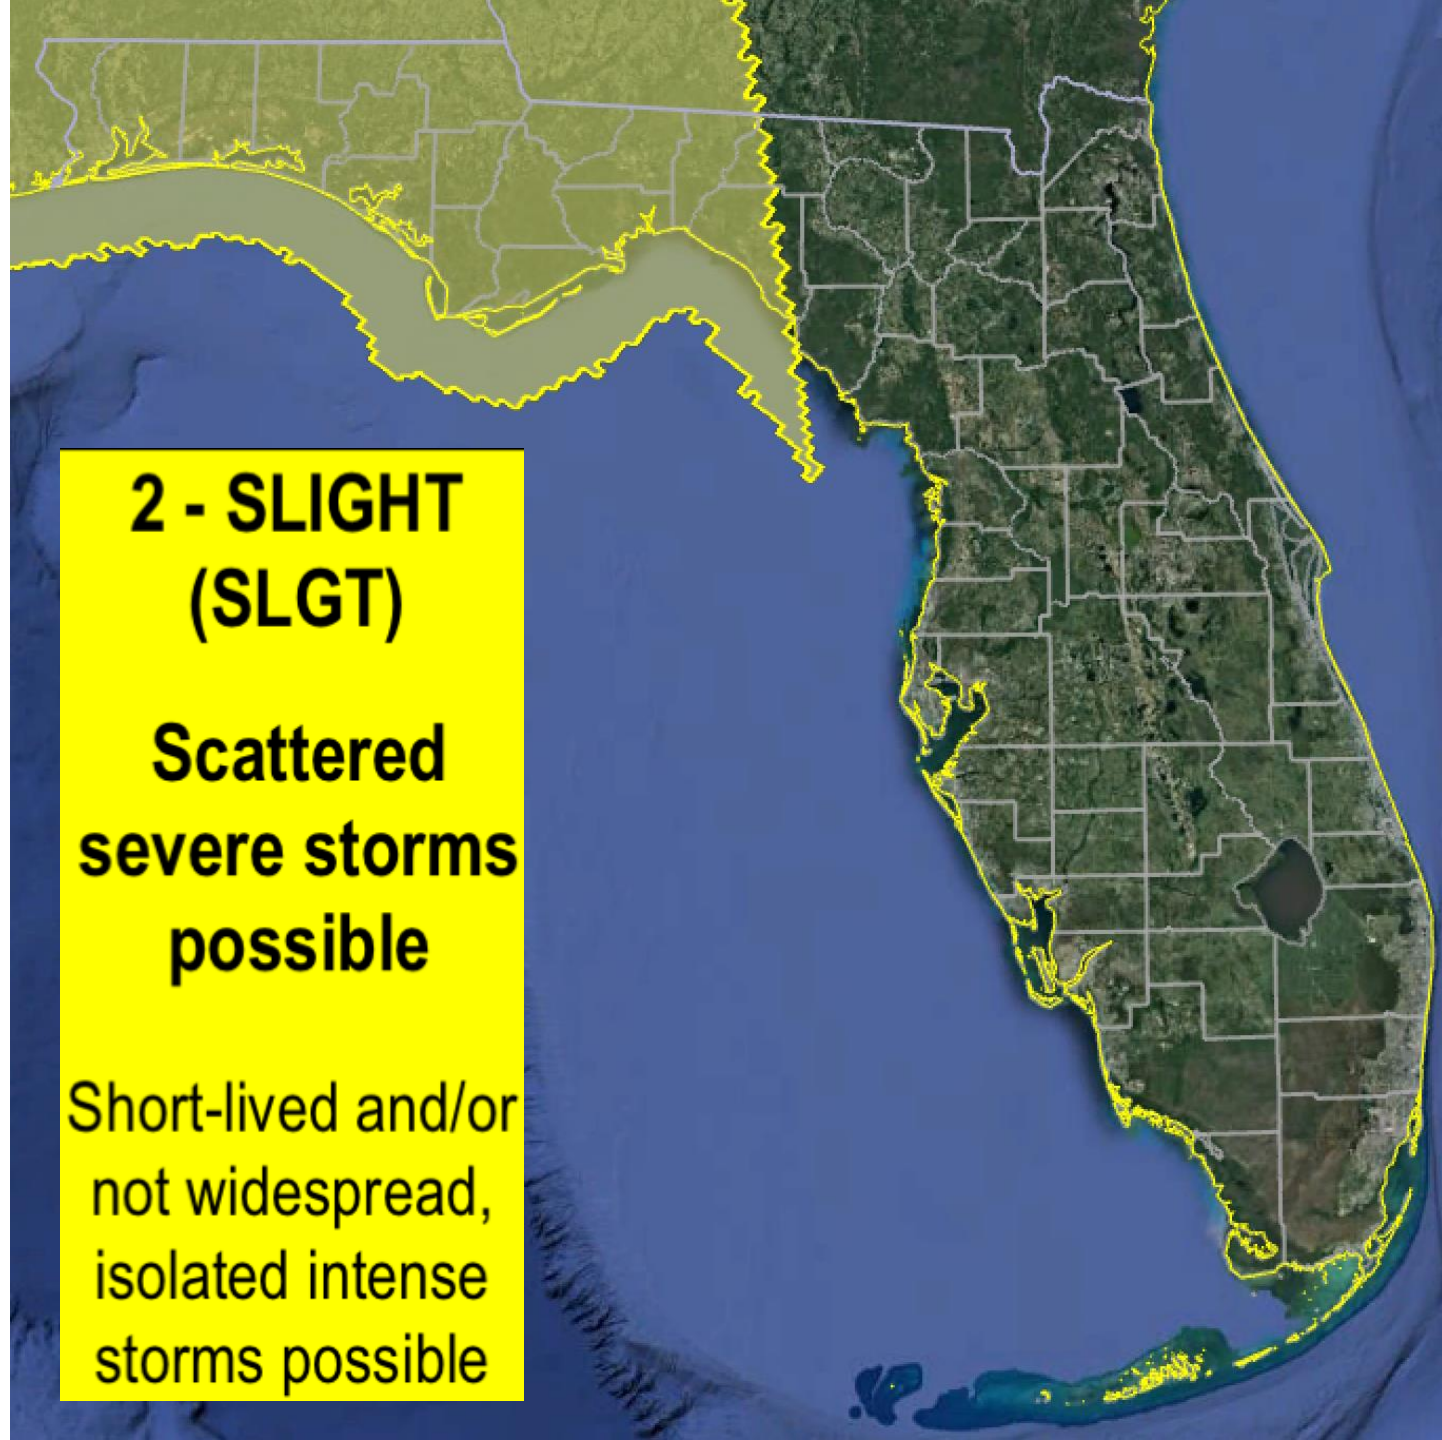 2 - SLIGHT
(SLGT)
Scattered
severe storms
possible
Short-lived and/or
not widespread,
isolated intense
storms possible